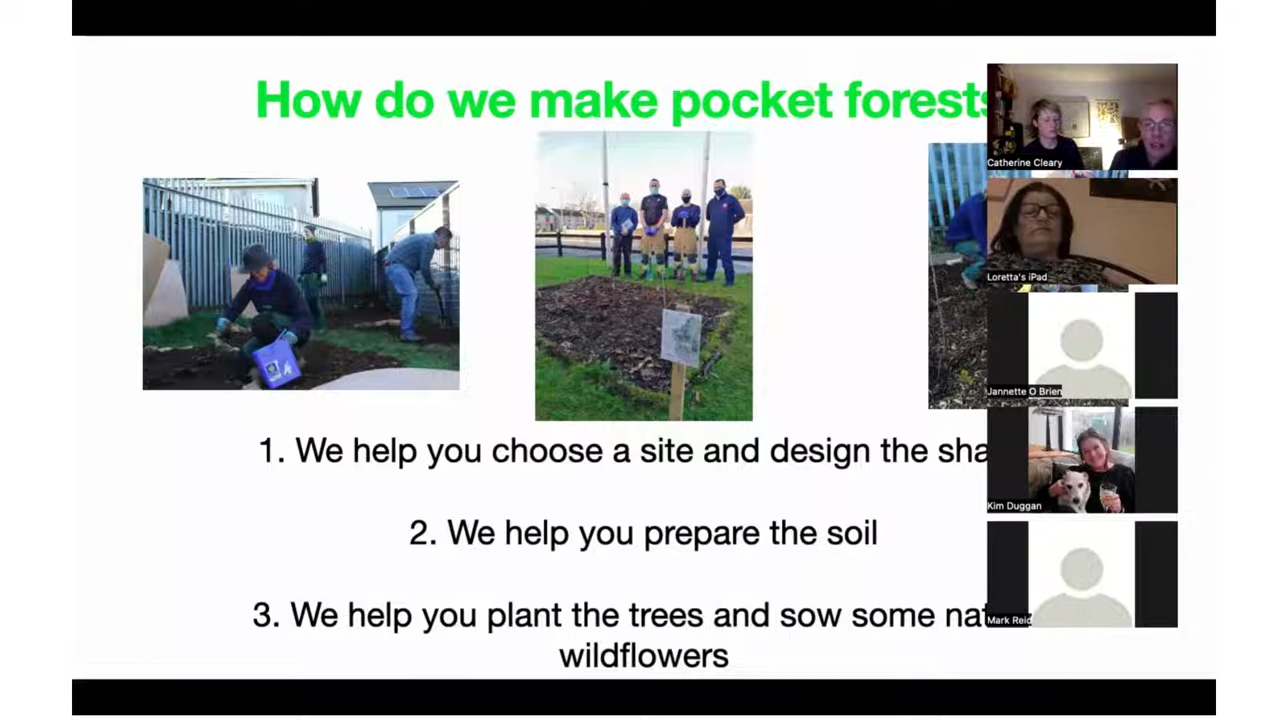 How do we make pocket forests
Catherine Cleary
Loretta's iPad
Jannette O Brien
1. We help you choose a site and design the sha
Kim Duggan
2. We help you prepare the soil
3. We help you plant the trees and sow some nat
Mark Reid
wildflowers